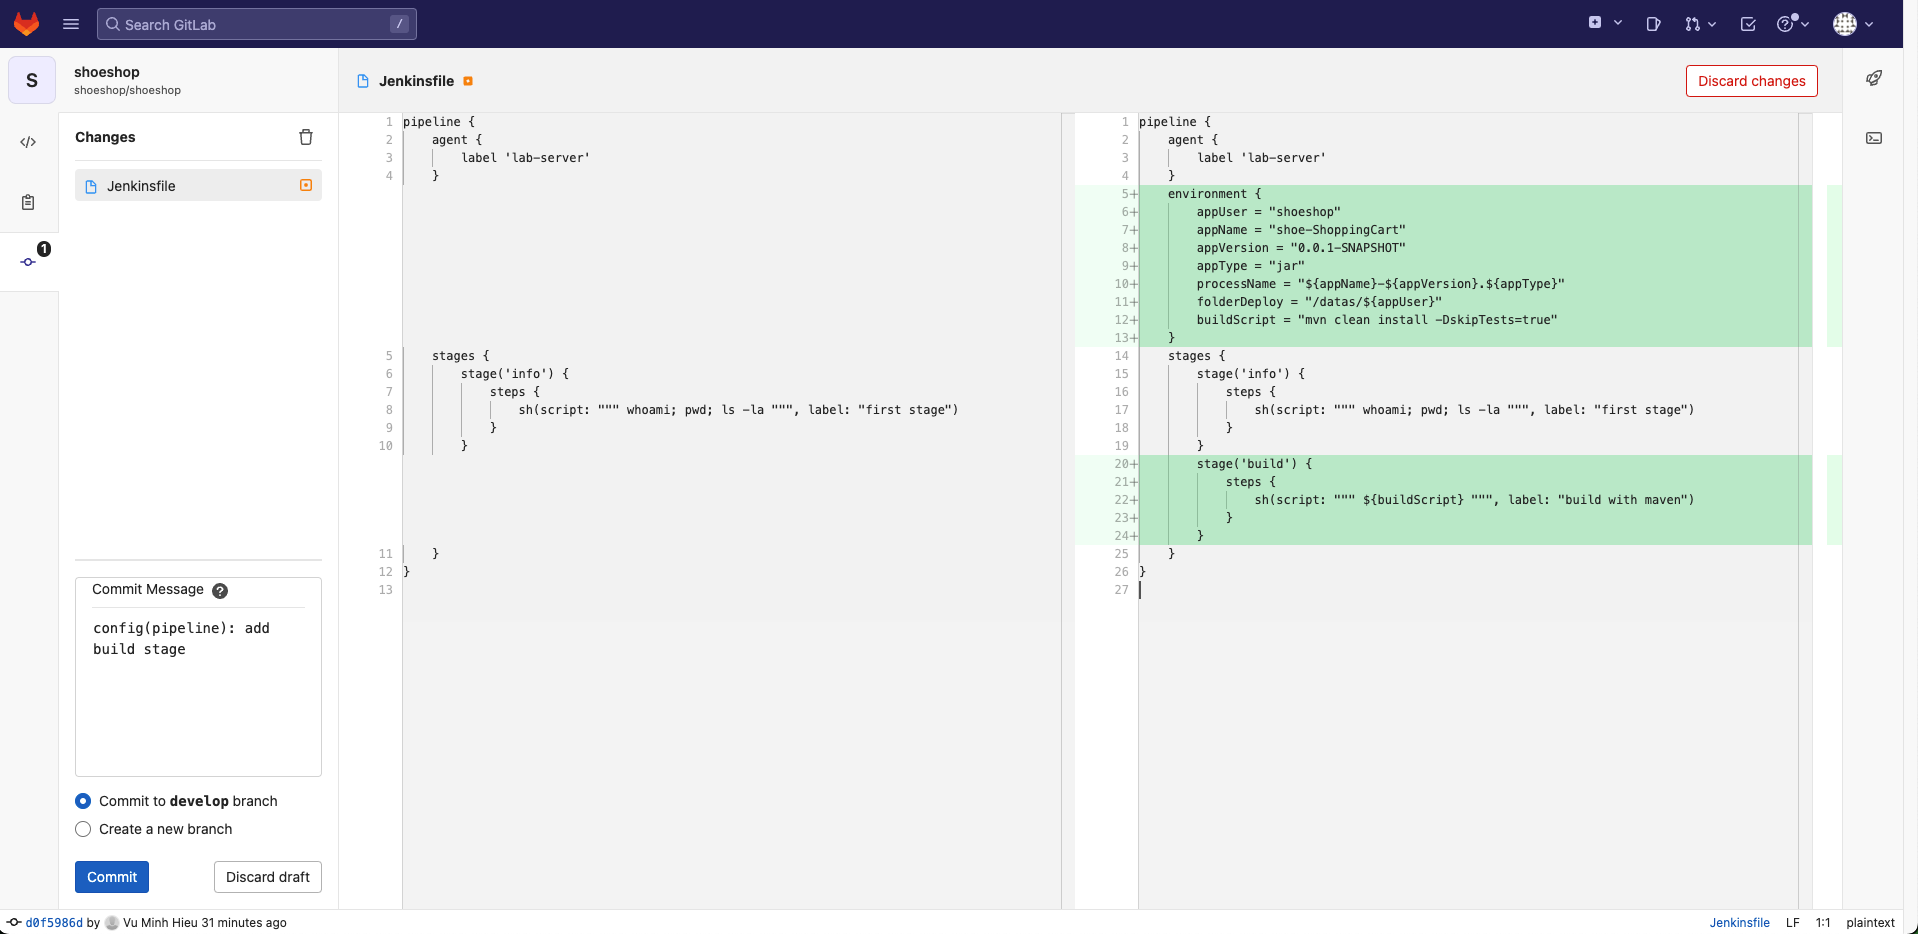 Search GitLab /
S
shoeshop
shoeshop/shoeshop
Jenkinsfile
Discard changes
Changes
Jenkinsfile
1
1 pipeline {
2     agent {
3         label 'lab-server'
4     }
5     stages {
6         stage('info') {
7             steps {
8                 sh(script: """ whoami; pwd; ls -la """, label: "first stage")
9             }
10         }
11     }
12 }
13
1 pipeline {
2     agent {
3         label 'lab-server'
4     }
5+     environment {
6+         appUser = "shoeshop"
7+         appName = "shoe-ShoppingCart"
8+         appVersion = "0.0.1-SNAPSHOT"
9+         appType = "jar"
10+         processName = "${appName}-${appVersion}.${appType}"
11+         folderDeploy = "/datas/${appUser}"
12+         buildScript = "mvn clean install -DskipTests=true"
13+     }
14     stages {
15         stage('info') {
16             steps {
17                 sh(script: """ whoami; pwd; ls -la """, label: "first stage")
18             }
19         }
20+         stage('build') {
21+             steps {
22+                 sh(script: """ ${buildScript} """, label: "build with maven")
23+             }
24+         }
25     }
26 }
27
Commit Message ?
config(pipeline): add
build stage
Commit to develop branch
Create a new branch
Commit
Discard draft
d0f5986d by Vu Minh Hieu 31 minutes ago
Jenkinsfile LF 1:1 plaintext